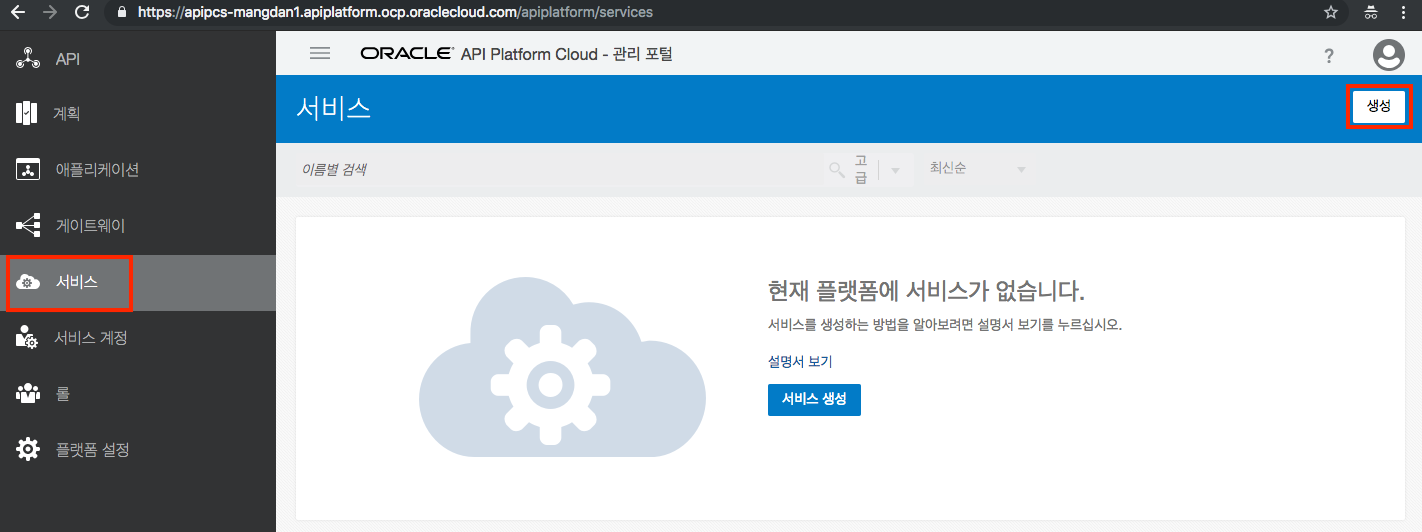 https://apipcs-mangdan1.apiplatform.ocp.oraclecloud.com/apiplatform/services
API
계획
애플리케이션
게이트웨이
서비스
서비스 계정
롤
플랫폼 설정
ORACLE® API Platform Cloud - 관리 포털
?
서비스
생성
이름별 검색
고
급
최신순
현재 플랫폼에 서비스가 없습니다.
서비스를 생성하는 방법을 알아보려면 설명서 보기를 누르십시오.
설명서 보기
서비스 생성